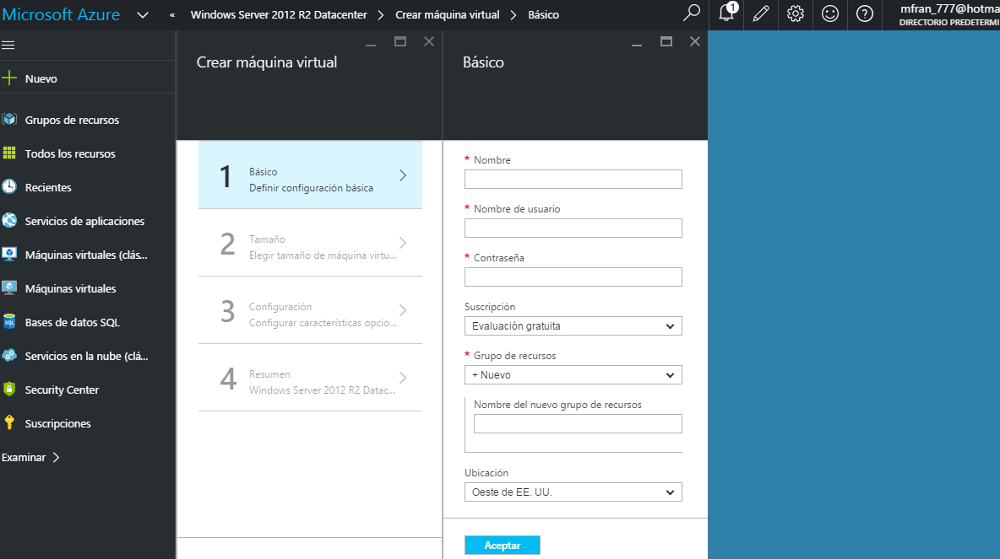 Microsoft Azure
« Windows Server 2012 R2 Datacenter > Crear máquina virtual > Básico
1
mfran_777@hotma
DIRECTORIO PREDETERMI
Nuevo
Grupos de recursos
Todos los recursos
Recientes
Servicios de aplicaciones
Máquinas virtuales (clás...
Máquinas virtuales
SQL
Bases de datos SQL
Servicios en la nube (clá...
Security Center
Suscripciones
Examinar
Crear máquina virtual
1
Básico
Definir configuración básica
2
Tamaño
Elegir tamaño de máquina virtu...
3
Configuración
Configurar características opcio...
4
Resumen
Windows Server 2012 R2 Datac...
Básico
* Nombre
* Nombre de usuario
* Contraseña
Suscripción
Evaluación gratuita
* Grupo de recursos
+ Nuevo
Nombre del nuevo grupo de recursos
Ubicación
Oeste de EE. UU.
Aceptar